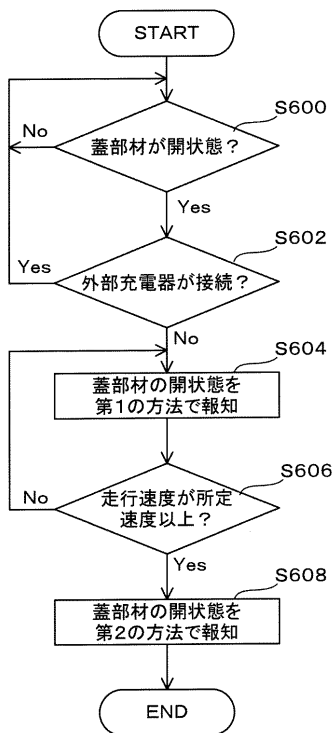 START
S600
No
蓋部材が開状態？
Yes
S602
Yes
外部充電器が接続？
No
S604
蓋部材の開状態を
第1の方法で報知
S606
No
走行速度が所定
速度以上？
Yes
S608
蓋部材の開状態を
第2の方法で報知
END